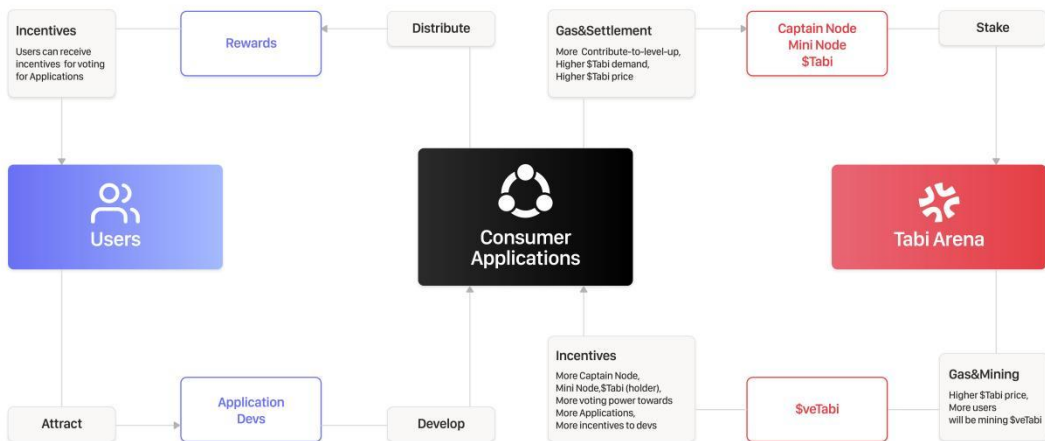 Incentives
Users can receive
incentives for voting
for Applications
Rewards
Distribute
Gas&Settlement
More Contribute-to-level-up,
Higher $Tabi demand,
Higher $Tabi price
Captain Node
Mini Node
$Tabi
Stake
Users
Consumer
Applications
Tabi Arena
Attract
Application
Devs
Develop
Incentives
More Captain Node,
Mini Node,$Tabi (holder),
More voting power towards
More Applications,
More incentives to devs
$veTabi
Gas&Mining
Higher $Tabi price,
More users
will be mining $veTabi